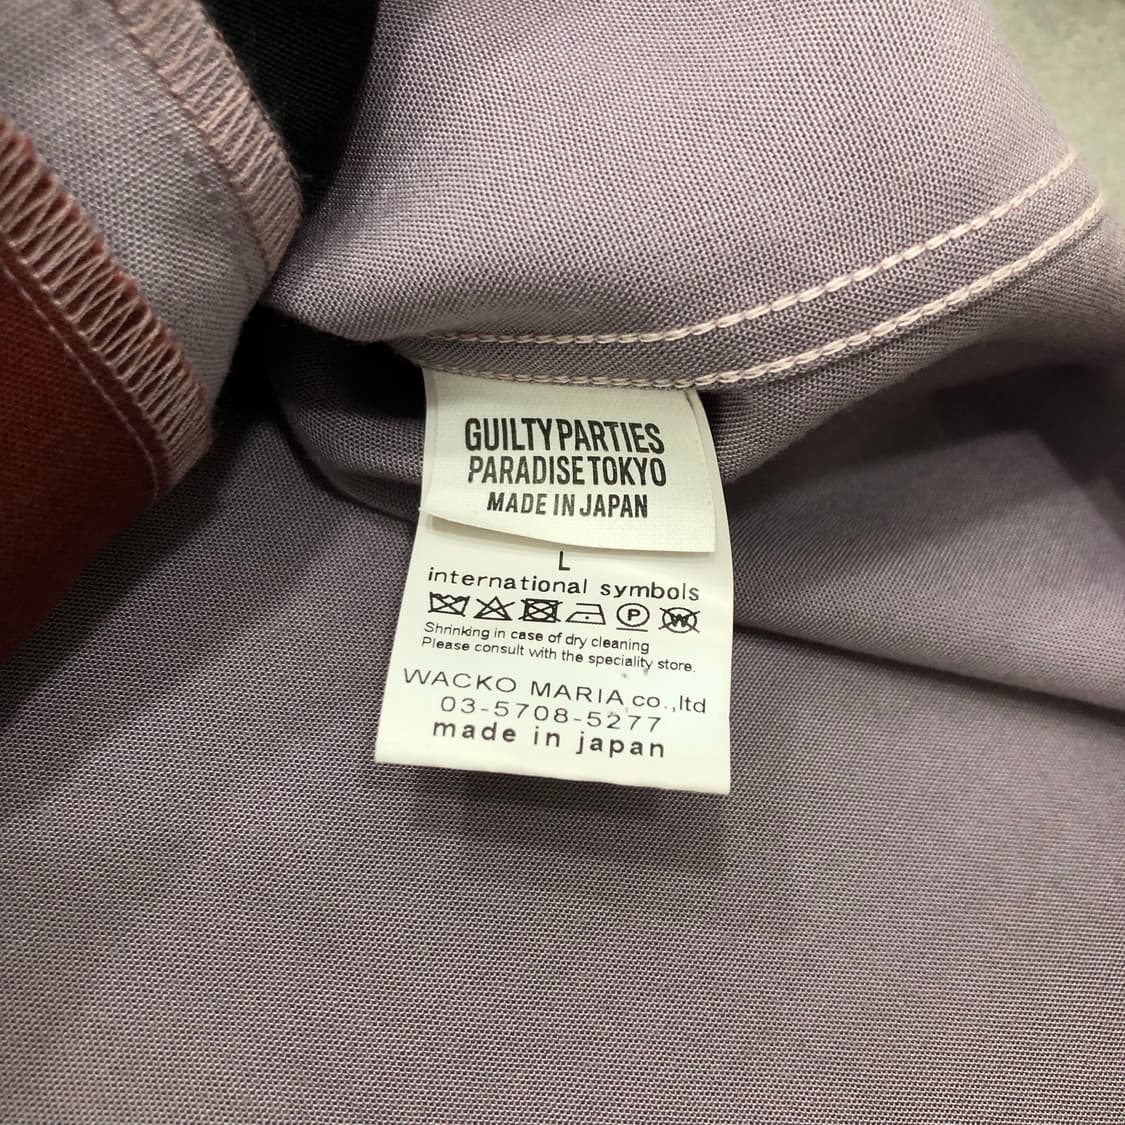 GUILTY PARTIES
PARADISE TOKYO
MADE IN JAPAN
L
international symbols
P W
Shrinking in case of dry cleaning
Please consult with the speciality store.
WACKO MARIA co.,ltd
03-5708-5277
made in japan